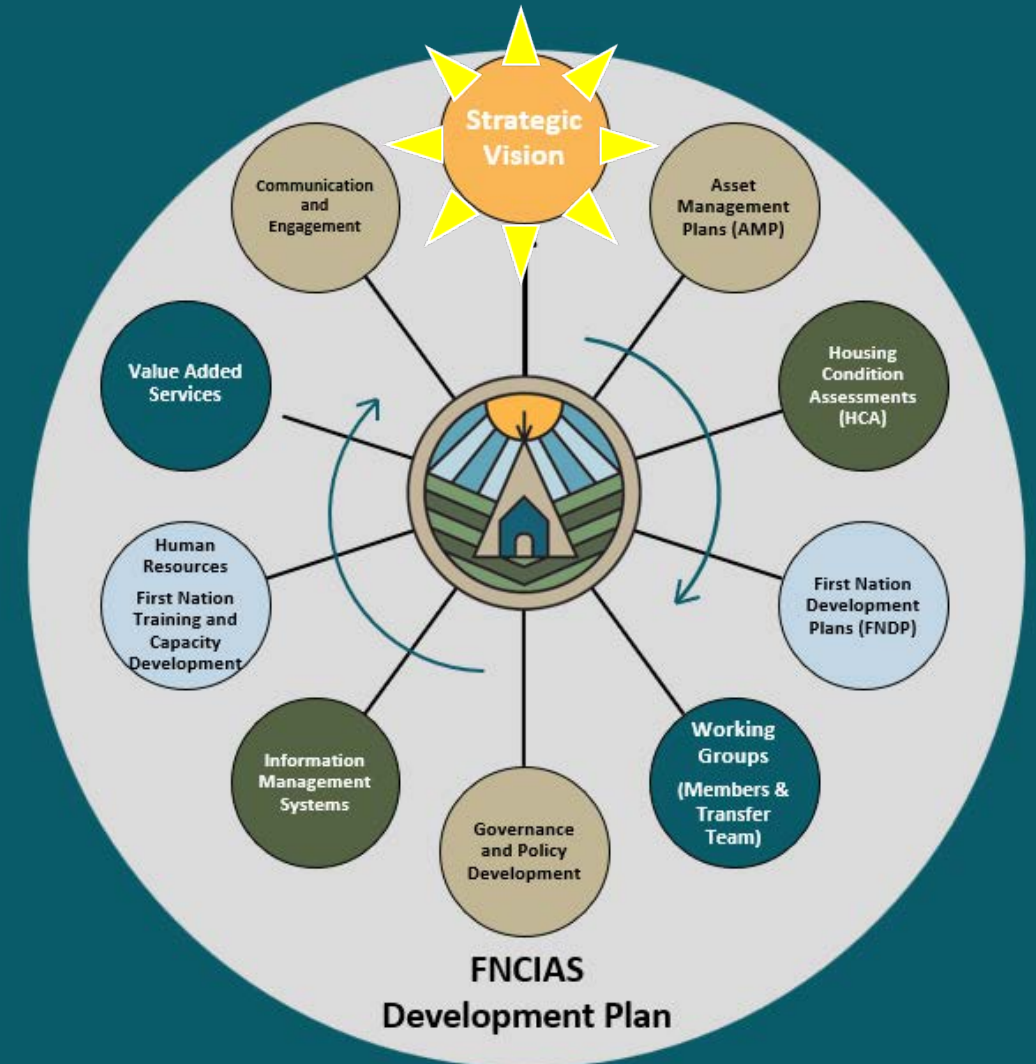 Strategic
Vision
Asset
Management
Plans (AMP)
Housing
Condition
Assessments
(HCA)
First Nation
Development
Plans (FNDP)
Working
Groups
(Members &
Transfer
Team)
Governance
and Policy
Development
Information
Management
Systems
Human
Resources
First Nation
Training and
Capacity
Development
Value Added
Services
Communication
and
Engagement
FNCIAS
Development Plan